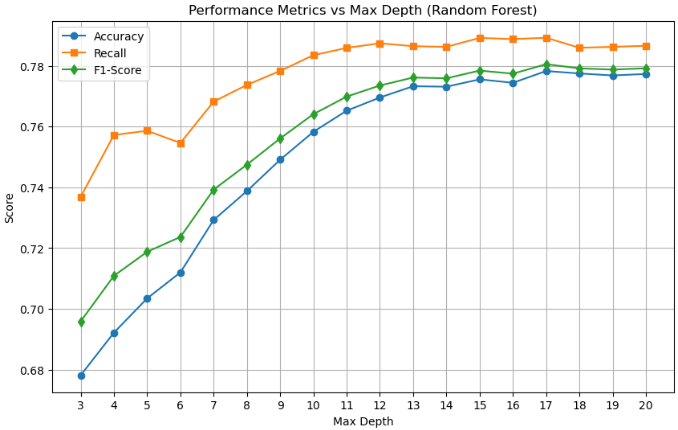 Performance Metrics vs Max Depth (Random Forest)
Accuracy
Recall
F1-Score
Score
0.78
0.76
0.74
0.72
0.70
0.68
3 4 5 6 7 8 9 10 11 12 13 14 15 16 17 18 19 20
Max Depth